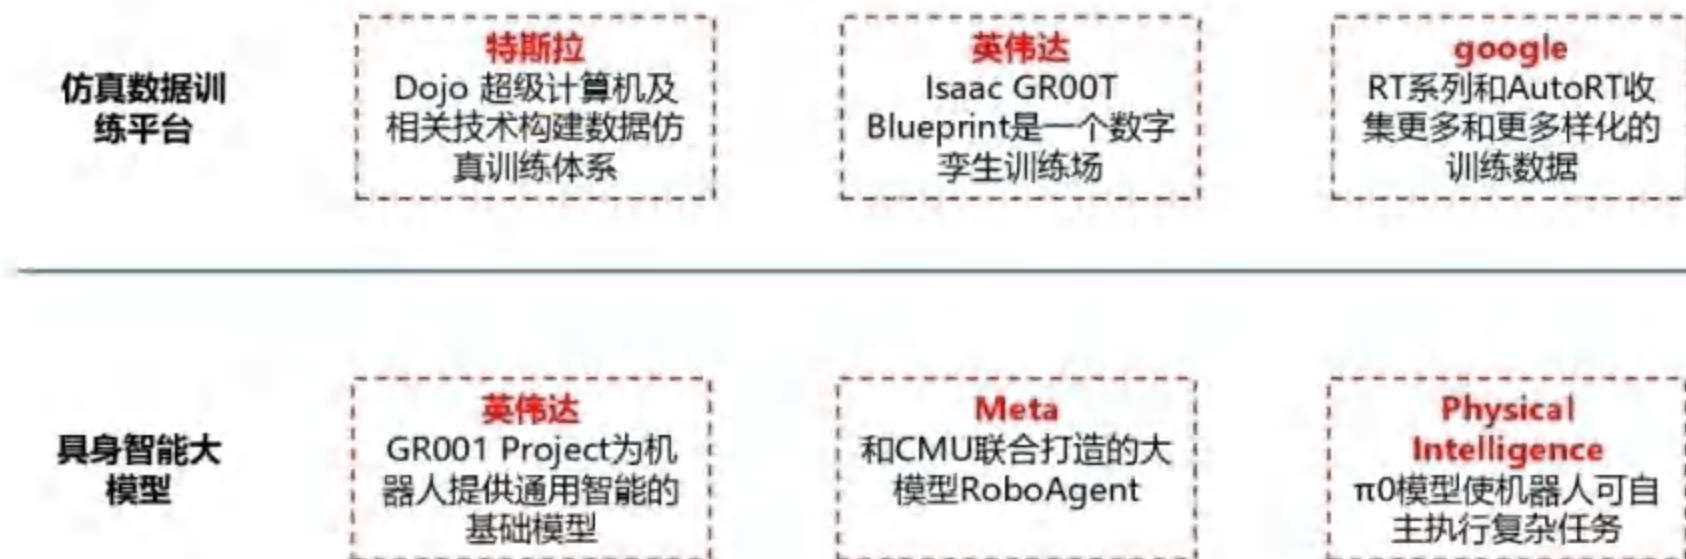 仿真数据训
练平台
特斯拉
Dojo 超级计算机及
相关技术构建数据仿
真训练体系
英伟达
Isaac GR00T
Blueprint是一个数字
孪生训练场
google
RT系列和AutoRT收
集更多和更多样化的
训练数据
具身智能大
模型
英伟达
GR001 Project为机
器人提供通用智能的
基础模型
Meta
和CMU联合打造的大
模型RoboAgent
Physical
Intelligence
π0模型使机器人可自
主执行复杂任务